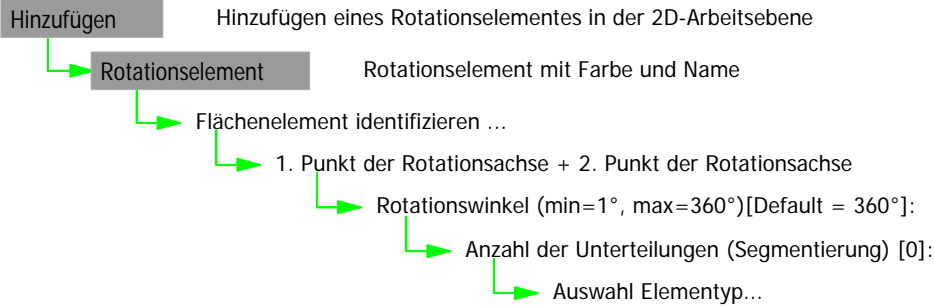 Hinzufügen Hinzufügen eines Rotationselementes in der 2D-Arbeitsebene
Rotationselement Rotationselement mit Farbe und Name
Flächenelement identifizieren ...
1. Punkt der Rotationsachse + 2. Punkt der Rotationsachse
Rotationswinkel (min=1°, max=360°)[Default = 360°]:
Anzahl der Unterteilungen (Segmentierung) [0]:
Auswahl Elementyp...